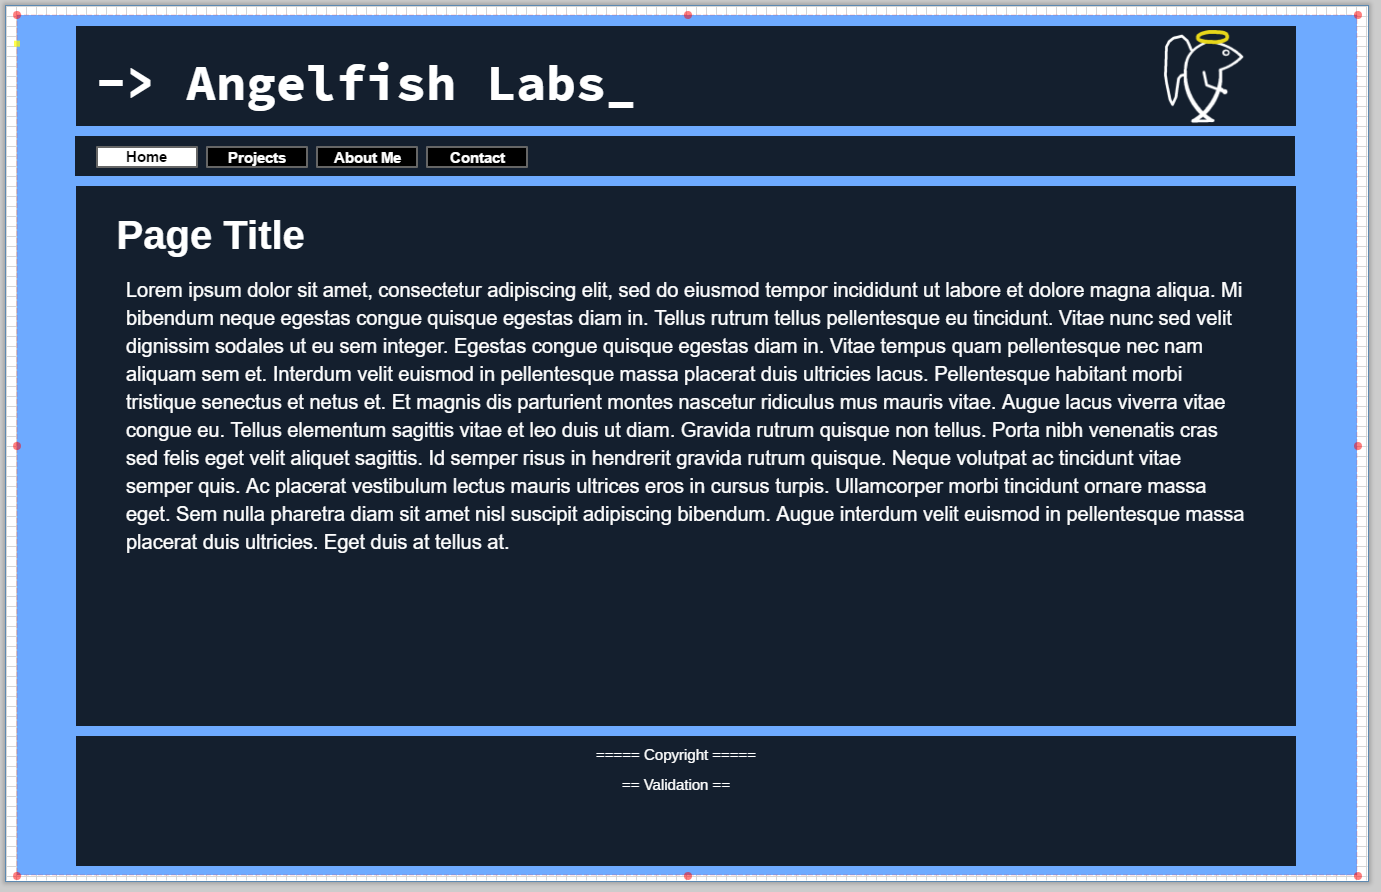 -> Angelfish Labs_
Home Projects About Me Contact
Page Title
Lorem ipsum dolor sit amet, consectetur adipiscing elit, sed do eiusmod tempor incididunt ut labore et dolore magna aliqua. Mi
bibendum neque egestas congue quisque egestas diam in. Tellus rutrum tellus pellentesque eu tincidunt. Vitae nunc sed velit
dignissim sodales ut eu sem integer. Egestas congue quisque egestas diam in. Vitae tempus quam pellentesque nec nam
aliquam sem et. Interdum velit euismod in pellentesque massa placerat duis ultricies lacus. Pellentesque habitant morbi
tristique senectus et netus et. Et magnis dis parturient montes nascetur ridiculus mus mauris vitae. Augue lacus viverra vitae
congue eu. Tellus elementum sagittis vitae et leo duis ut diam. Gravida rutrum quisque non tellus. Porta nibh venenatis cras
sed felis eget velit aliquet sagittis. Id semper risus in hendrerit gravida rutrum quisque. Neque volutpat ac tincidunt vitae
semper quis. Ac placerat vestibulum lectus mauris ultrices eros in cursus turpis. Ullamcorper morbi tincidunt ornare massa
eget. Sem nulla pharetra diam sit amet nisl suscipit adipiscing bibendum. Augue interdum velit euismod in pellentesque massa
placerat duis ultricies. Eget duis at tellus at.
===== Copyright =====
== Validation ==